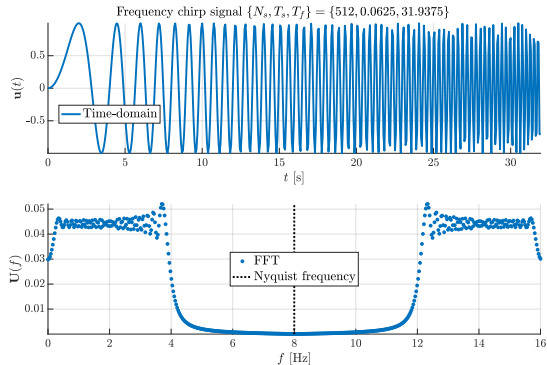 Frequency chirp signal {N_s, T_s, T_f} = {512, 0.0625, 31.9375}
0.5
0
-0.5
u(t)
Time-domain
0 5 10 15 20 25 30
t [s]
0.05
0.04
0.03
0.02
0.01
U(f)
FFT
Nyquist frequency
0 2 4 6 8 10 12 14 16
f [Hz]